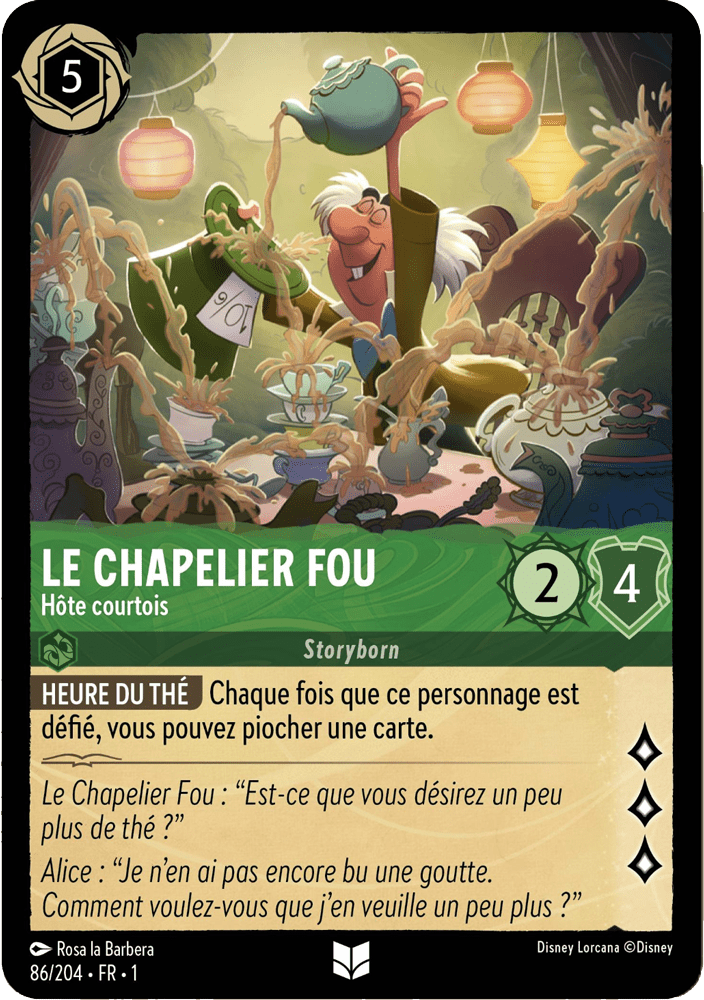 5
10/6
LE CHAPELIER FOU
Hôte courtois
2
4
Storyborn
HEURE DU THÉ Chaque fois que ce personnage est
défié, vous pouvez piocher une carte.
Le Chapelier Fou : “Est-ce que vous désirez un peu
plus de thé ?”
Alice : “Je n’en ai pas encore bu une goutte.
Comment voulez-vous que j’en veuille un peu plus ?”
Rosa la Barbera
Disney Lorcana ©Disney
86/204 • FR • 1